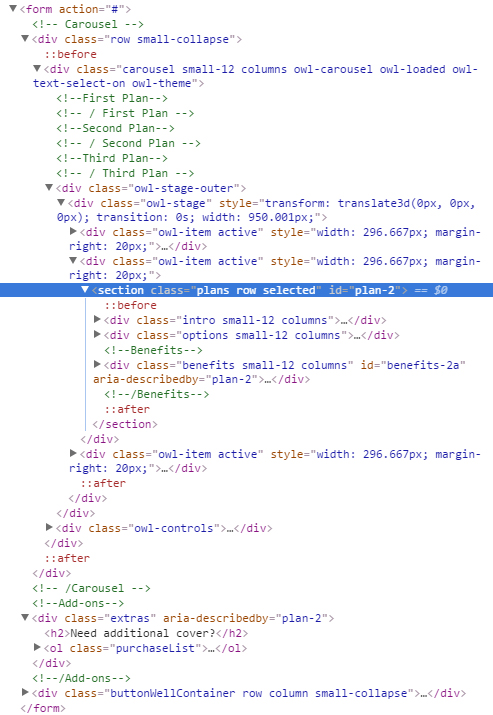 <form action="#">
<!-- Carousel -->
<div class="row small-collapse">
::before
<div class="carousel small-12 columns owl-carousel owl-loaded owl-
text-select-on owl-theme">
<!--First Plan-->
<!-- / First Plan -->
<!--Second Plan-->
<!-- / Second Plan -->
<!--Third Plan-->
<!-- / Third Plan -->
<div class="owl-stage-outer">
<div class="owl-stage" style="transform: translate3d(0px, 0px,
0px); transition: 0s; width: 950.001px;">
<div class="owl-item active" style="width: 296.667px; margin-
right: 20px;">…</div>
<div class="owl-item active" style="width: 296.667px; margin-
right: 20px;">
<section class="plans row selected" id="plan-2"> == $0
::before
<div class="intro small-12 columns">…</div>
<div class="options small-12 columns">…</div>
<!--Benefits-->
<div class="benefits small-12 columns" id="benefits-2a"
aria-describedby="plan-2">…</div>
<!--/Benefits-->
::after
</section>
</div>
<div class="owl-item active" style="width: 296.667px; margin-
right: 20px;">…</div>
::after
</div>
</div>
<div class="owl-controls">…</div>
</div>
::after
</div>
<!-- /Carousel -->
<!--Add-ons-->
<div class="extras" aria-describedby="plan-2">
<h2>Need additional cover?</h2>
<ol class="purchaseList">…</ol>
</div>
<!--/Add-ons-->
<div class="buttonWellContainer row column small-collapse">…</div>
</form>